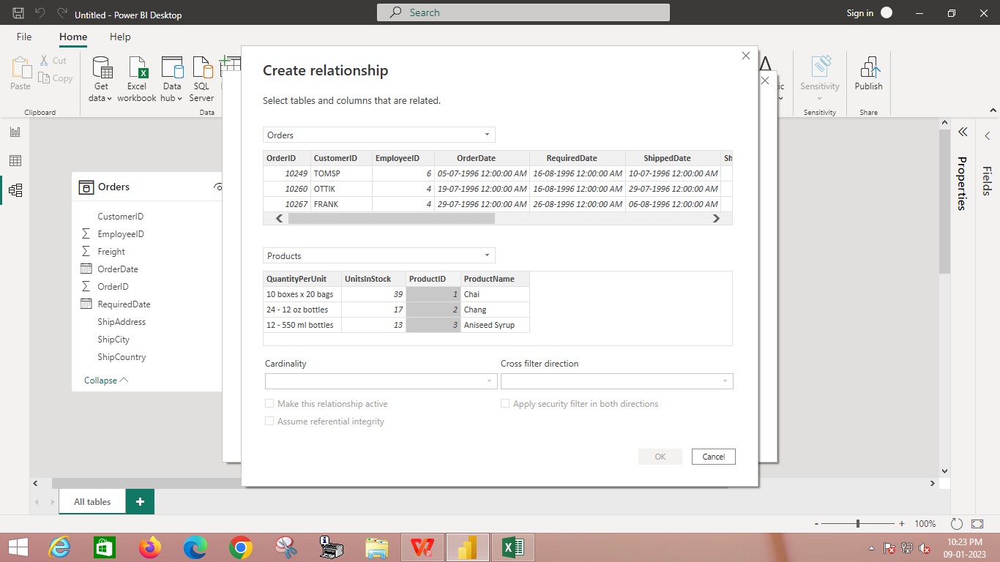 Untitled - Power BI Desktop
Search
Sign in
File
Home
Help
Paste
Cut
Copy
Clipboard
Get
data
Excel
workbook
Data
hub
SQL
Server
Data
Sensitivity
Sensitivity
Publish
Share
Create relationship
Select tables and columns that are related.
Orders
OrderID CustomerID EmployeeID OrderDate RequiredDate ShippedDate Sh
10249 TOMSP 6 05-07-1996 12:00:00 AM 16-08-1996 12:00:00 AM 10-07-1996 12:00:00 AM
10260 OTTIK 4 19-07-1996 12:00:00 AM 16-08-1996 12:00:00 AM 29-07-1996 12:00:00 AM
10267 FRANK 4 29-07-1996 12:00:00 AM 26-08-1996 12:00:00 AM 06-08-1996 12:00:00 AM
Products
QuantityPerUnit UnitsInStock ProductID ProductName
10 boxes x 20 bags 39 1 Chai
24 - 12 oz bottles 17 2 Chang
12 - 550 ml bottles 13 3 Aniseed Syrup
Cardinality
Cross filter direction
Make this relationship active
Apply security filter in both directions
Assume referential integrity
OK
Cancel
Orders
CustomerID
EmployeeID
Freight
OrderDate
OrderID
RequiredDate
ShipAddress
ShipCity
ShipCountry
Collapse
Properties
Fields
All tables
100%
10:23 PM
09-01-2023